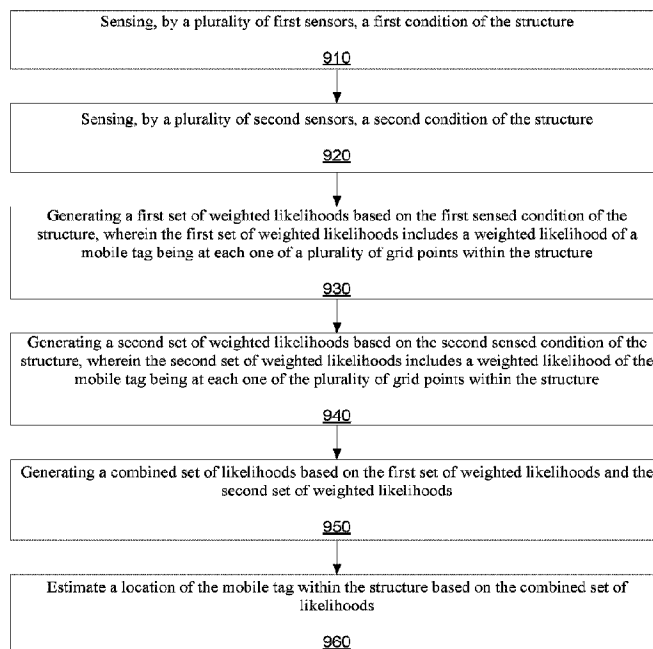 Sensing, by a plurality of first sensors, a first condition of the structure
910
Sensing, by a plurality of second sensors, a second condition of the structure
920
Generating a first set of weighted likelihoods based on the first sensed condition of the
structure, wherein the first set of weighted likelihoods includes a weighted likelihood of a
mobile tag being at each one of a plurality of grid points within the structure
930
Generating a second set of weighted likelihoods based on the second sensed condition of the
structure, wherein the second set of weighted likelihoods includes a weighted likelihood of the
mobile tag being at each one of the plurality of grid points within the structure
940
Generating a combined set of likelihoods based on the first set of weighted likelihoods and the
second set of weighted likelihoods
950
Estimate a location of the mobile tag within the structure based on the combined set of
likelihoods
960